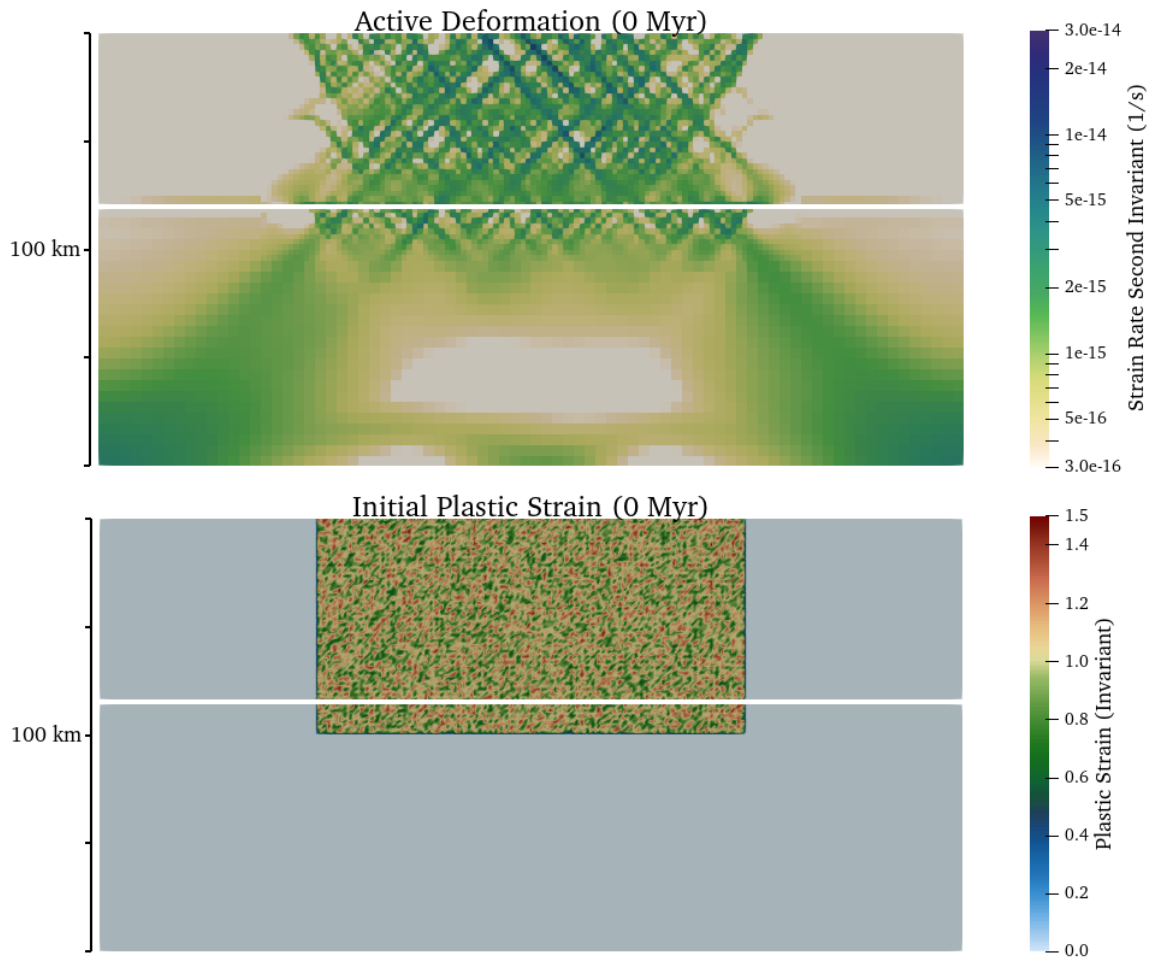 Active Deformation (0 Myr)
100 km
3.0e-14
2e-14
1e-14
5e-15
2e-15
1e-15
5e-16
3.0e-16
Strain Rate Second Invariant (1/s)
Initial Plastic Strain (0 Myr)
100 km
1.5
1.4
1.2
1.0
0.8
0.6
0.4
0.2
0.0
Plastic Strain (Invariant)